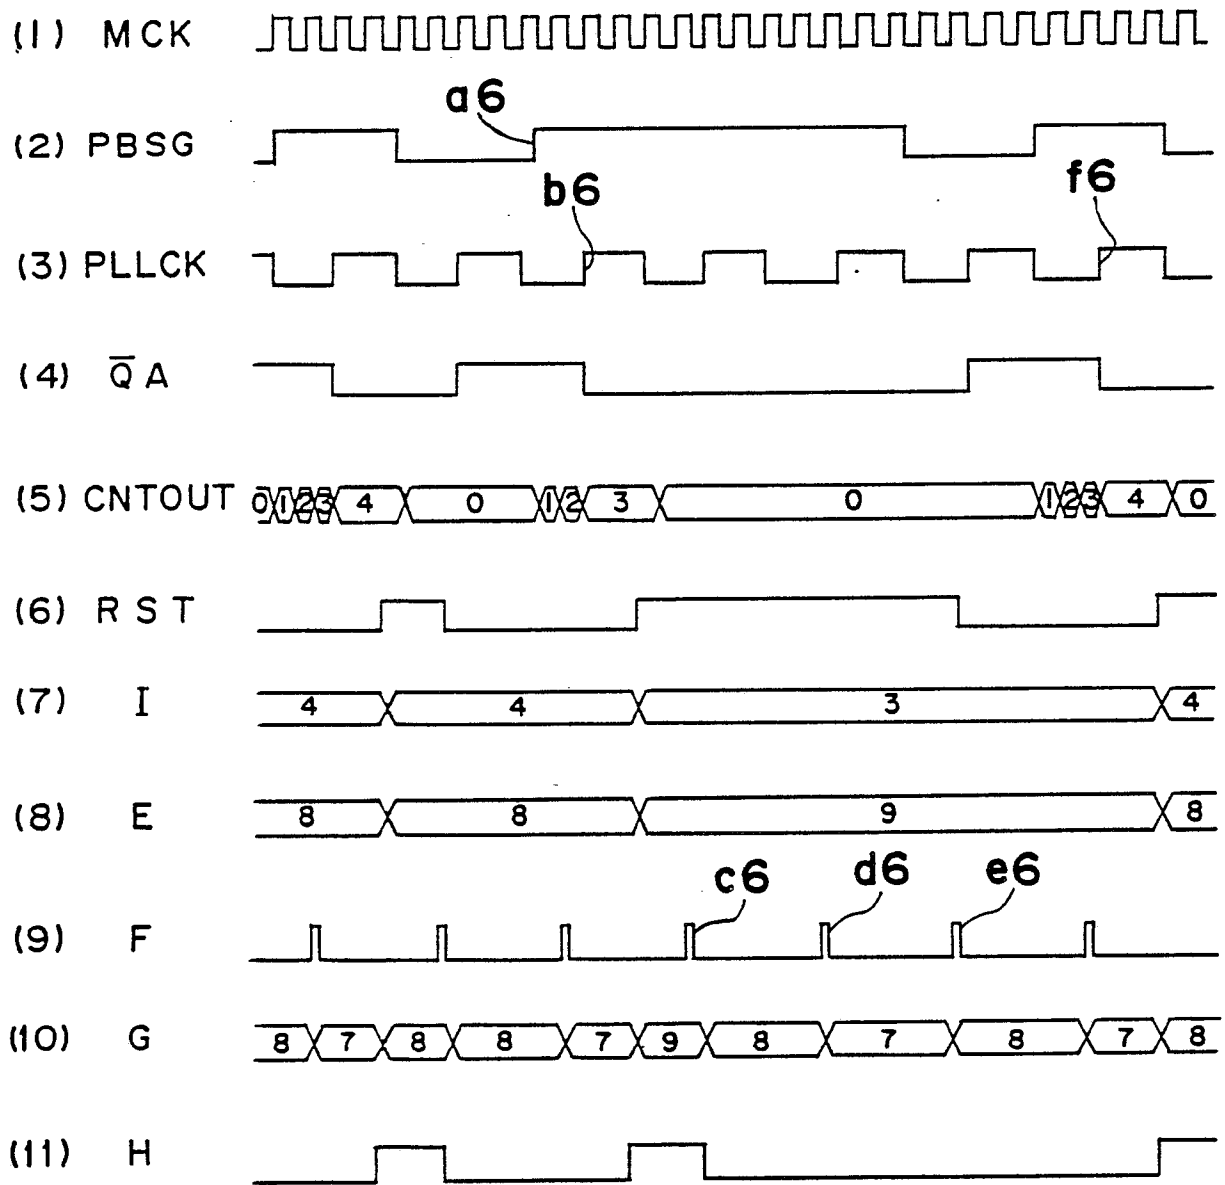 (1) MCK
a6
(2) PBSG
b6 f6
(3) PLLCK
(4) Q̅A
(5) CNTOUT 0 1 2 3 4 0 1 2 3 0 1 2 3 4 0
(6) RST
(7) I 4 4 3 4
(8) E 8 8 9 8
c6 d6 e6
(9) F
(10) G 8 7 8 8 7 9 8 7 8 7 8
(11) H